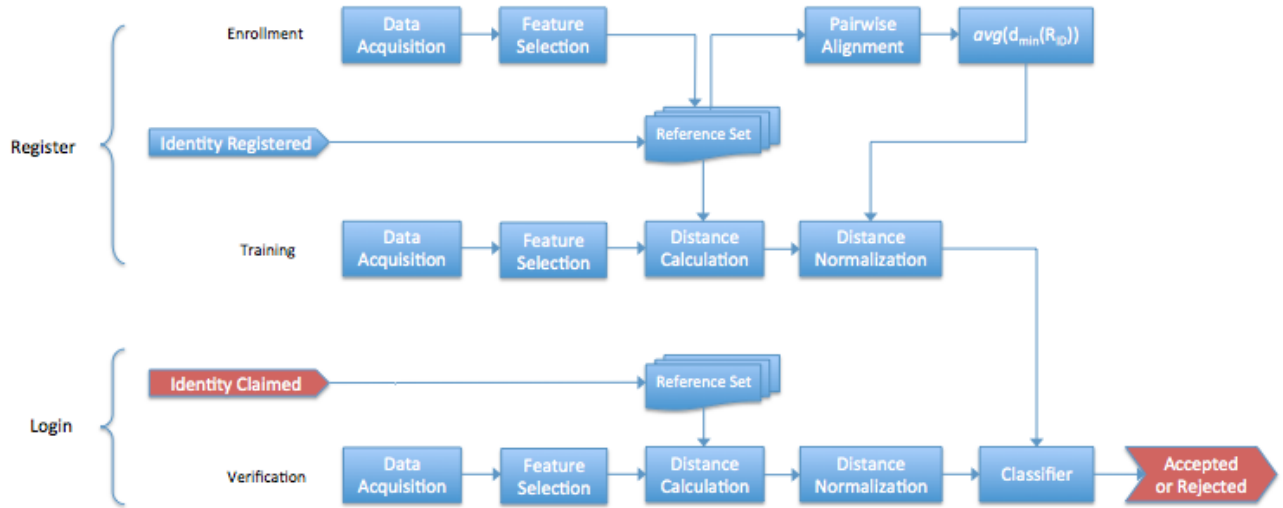 Enrollment
Data
Acquisition
Feature
Selection
Pairwise
Alignment
avg(dmin(RID))
Register
Identity Registered
Reference Set
Training
Data
Acquisition
Feature
Selection
Distance
Calculation
Distance
Normalization
Login
Identity Claimed
Reference Set
Verification
Data
Acquisition
Feature
Selection
Distance
Calculation
Distance
Normalization
Classifier
Accepted
or Rejected